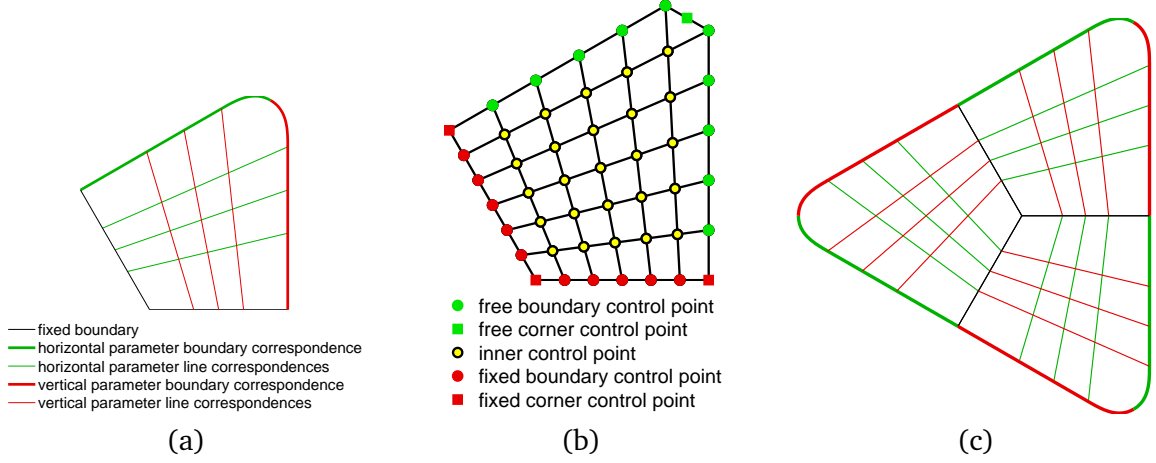 fixed boundary
horizontal parameter boundary correspondence
horizontal parameter line correspondences
vertical parameter boundary correspondence
vertical parameter line correspondences
(a)
free boundary control point
free corner control point
inner control point
fixed boundary control point
fixed corner control point
(b)
(c)